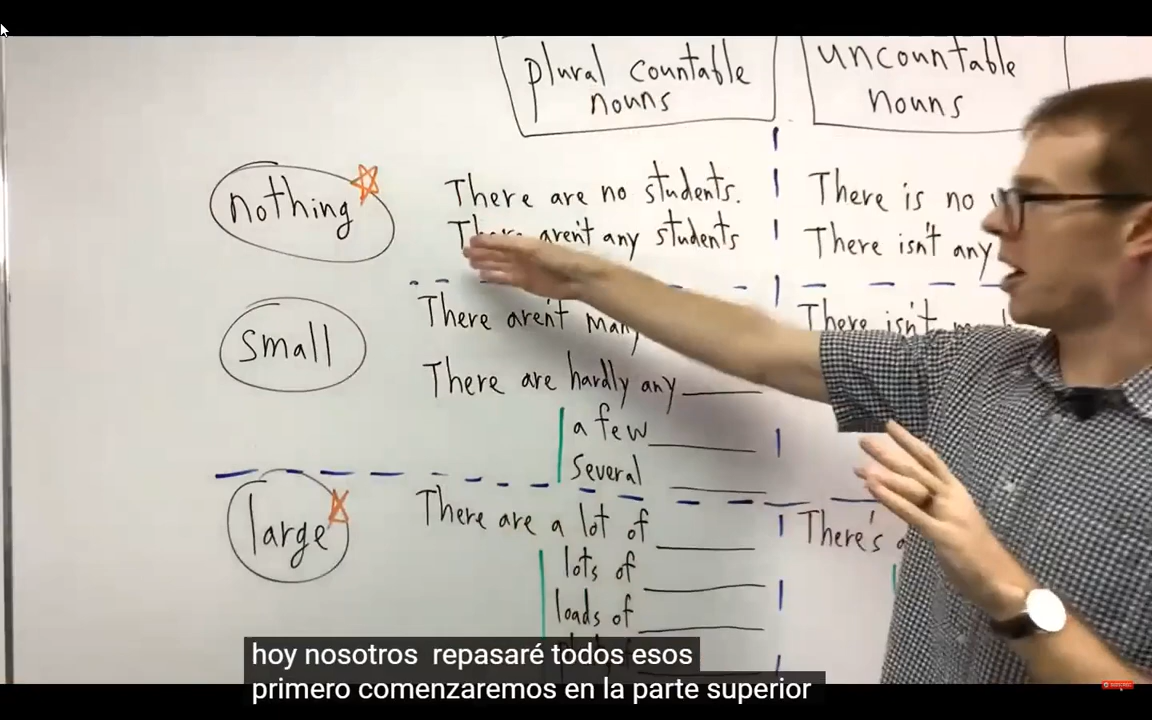 plural countable
nouns
uncountable
nouns
nothing
There are no students.
There aren't any students
There is no
There isn't any
small
There aren't many
There isn't
There are hardly any
a few
several
large
There are a lot of
lots of
loads of
There's
hoy nosotros repasaré todos esos
primero comenzaremos en la parte superior